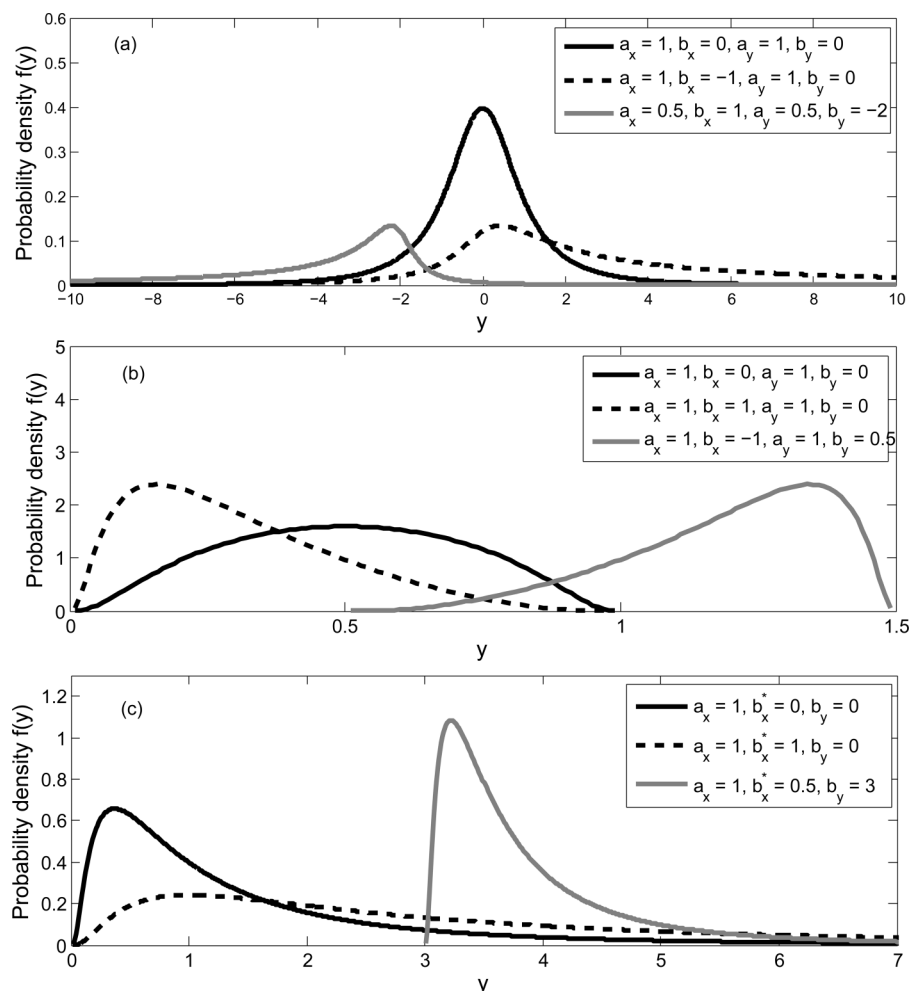 0.6
(a)
a_x = 1, b_x = 0, a_y = 1, b_y = 0
a_x = 1, b_x = −1, a_y = 1, b_y = 0
a_x = 0.5, b_x = 1, a_y = 0.5, b_y = −2
0.5
0.4
0.3
0.2
0.1
0
Probability density f(y)
−10 −8 −6 −4 −2 0 2 4 6 8 10
y
5
(b)
a_x = 1, b_x = 0, a_y = 1, b_y = 0
a_x = 1, b_x = 1, a_y = 1, b_y = 0
a_x = 1, b_x = −1, a_y = 1, b_y = 0.5
4
3
2
1
0
Probability density f(y)
0 0.5 1 1.5
y
1.2
(c)
a_x = 1, b_x^* = 0, b_y = 0
a_x = 1, b_x^* = 1, b_y = 0
a_x = 1, b_x^* = 0.5, b_y = 3
1
0.8
0.6
0.4
0.2
0
Probability density f(y)
0 1 2 3 4 5 6 7
y